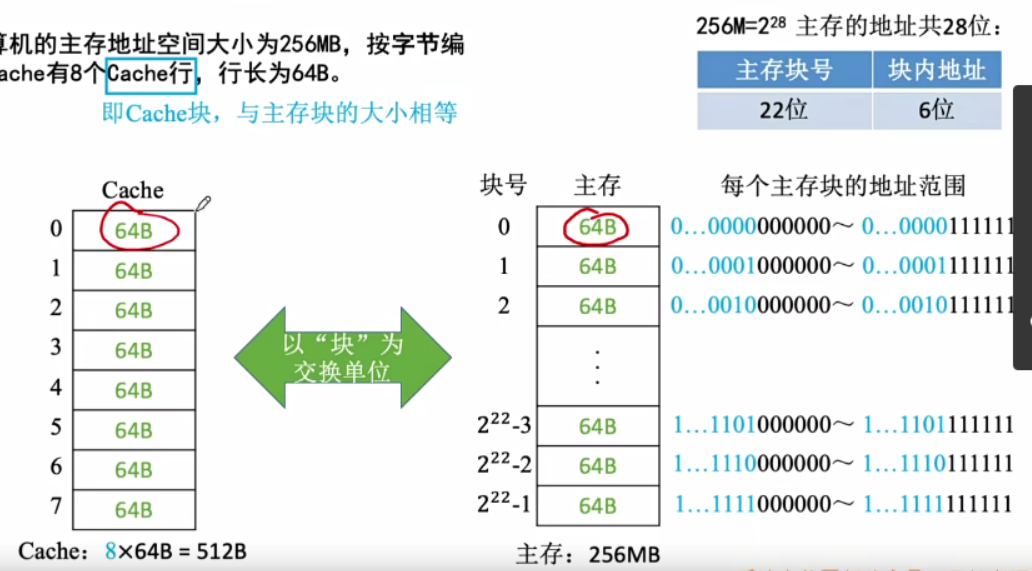 算机的主存地址空间大小为256MB，按字节编
ache有8个Cache行，行长为64B。
即Cache块，与主存块的大小相等
256M=2²⁸ 主存的地址共28位：
主存块号 块内地址
22位 6位
Cache
0 64B
1 64B
2 64B
3 64B
4 64B
5 64B
6 64B
7 64B
Cache：8×64B = 512B
以“块”为
交换单位
块号 主存 每个主存块的地址范围
0 64B 0…0000000000～ 0…0000111111
1 64B 0…0001000000～ 0…0001111111
2 64B 0…0010000000～ 0…0010111111
⋮
2²²-3 64B 1…1101000000～ 1…1101111111
2²²-2 64B 1…1110000000～ 1…1110111111
2²²-1 64B 1…1111000000～ 1…1111111111
主存：256MB